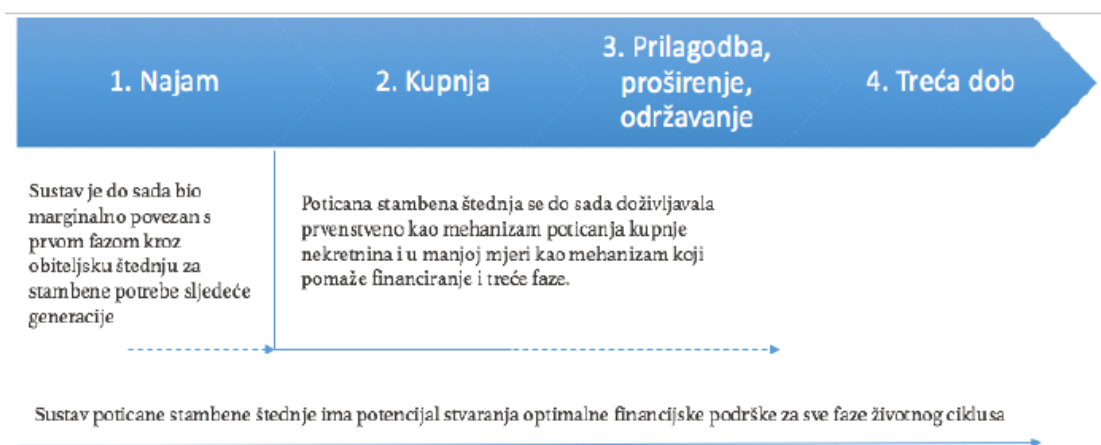 1. Najam
2. Kupnja
3. Prilagodba,
proširenje,
održavanje
4. Treća dob
Sustav je do sada bio
marginalno povezan s
prvom fazom kroz
obiteljsku štednju za
stambene potrebe sljedeće
generacije
Poticana stambena štednja se do sada doživljavala
prvenstveno kao mehanizam poticanja kupnje
nekretnina i u manjoj mjeri kao mehanizam koji
pomaže financiranje i treće faze.
Sustav poticane stambene štednje ima potencijal stvaranja optimalne financijske podrške za sve faze životnog ciklusa